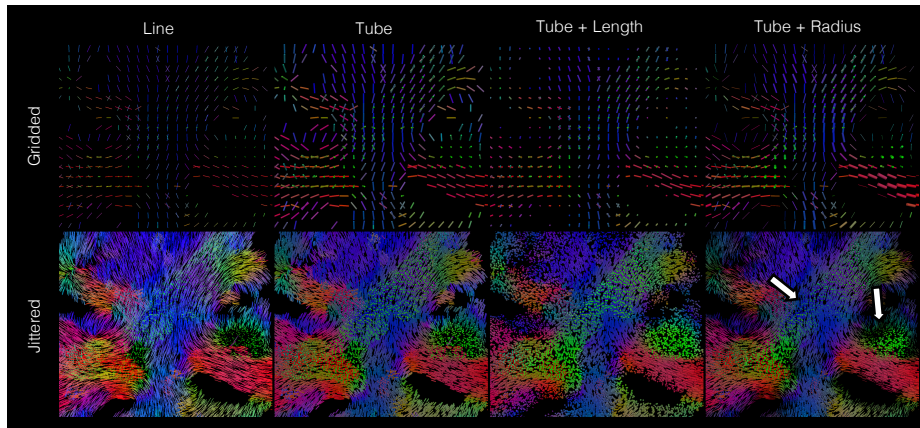 Line
Tube
Tube + Length
Tube + Radius
Gridded
Jittered